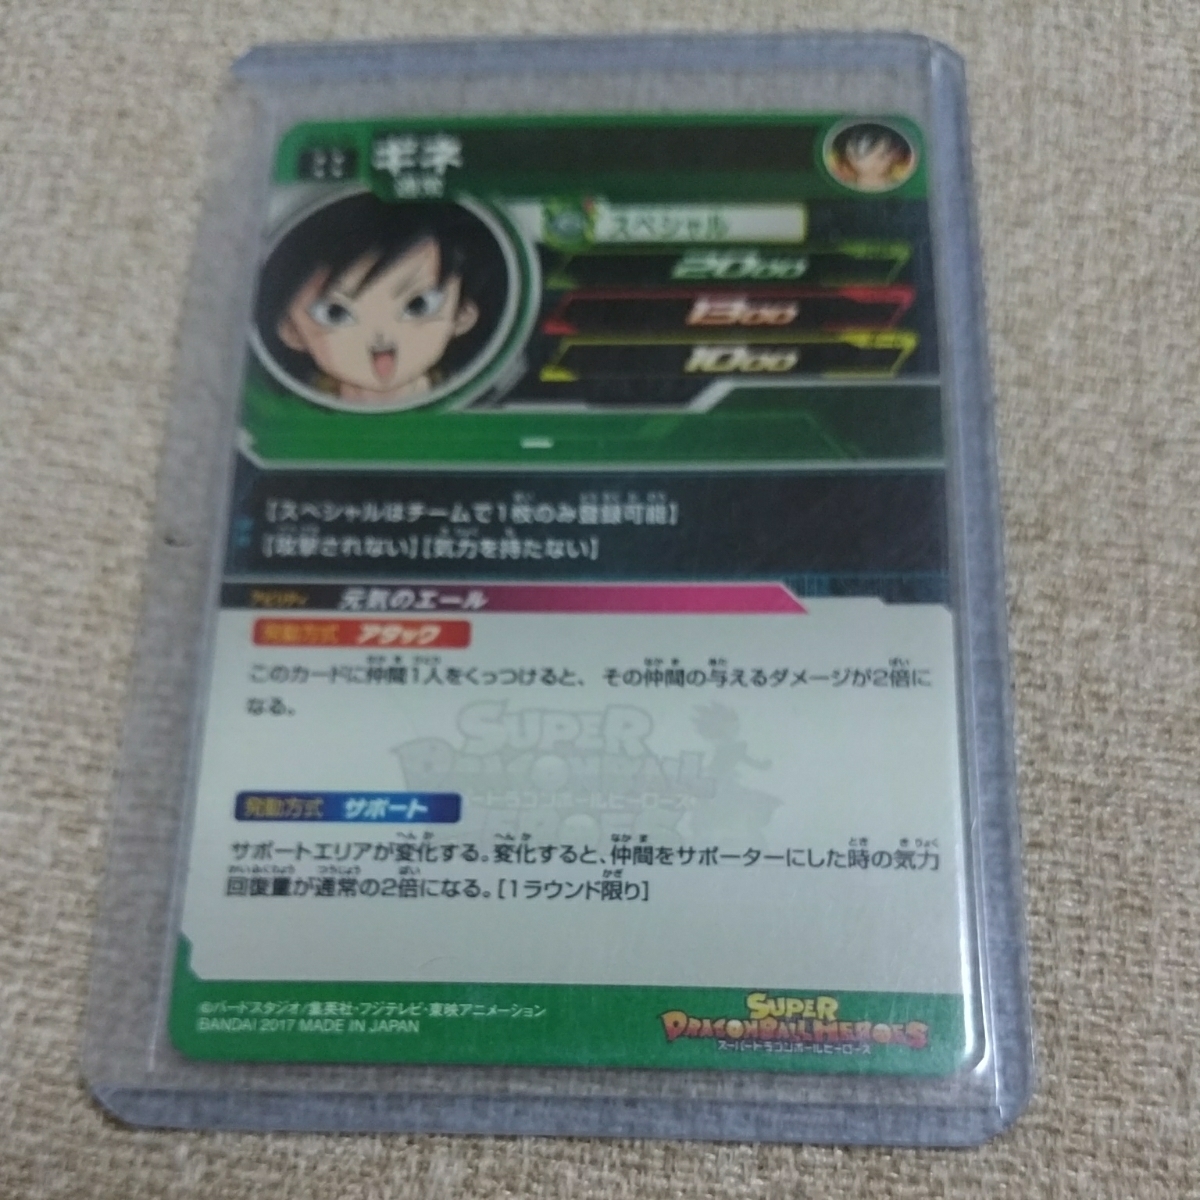 ギネ
通常
スペシャル
2000
1300
1000
[スペシャルはチームで1枚のみ登録可能]
[攻撃されない][気力を持たない]
アビリティ 元気のエール
発動方式 アタック
このカードに仲間1人をくっつけると、その仲間の与えるダメージが2倍に
なる。
発動方式 サポート
サポートエリアが変化する。変化すると、仲間をサポーターにした時の気力
回復量が通常の2倍になる。[1ラウンド限り]
©バードスタジオ/集英社・フジテレビ・東映アニメーション
BANDAI 2017 MADE IN JAPAN
SUPER
DRAGONBALL HEROES
スーパードラゴンボールヒーローズ